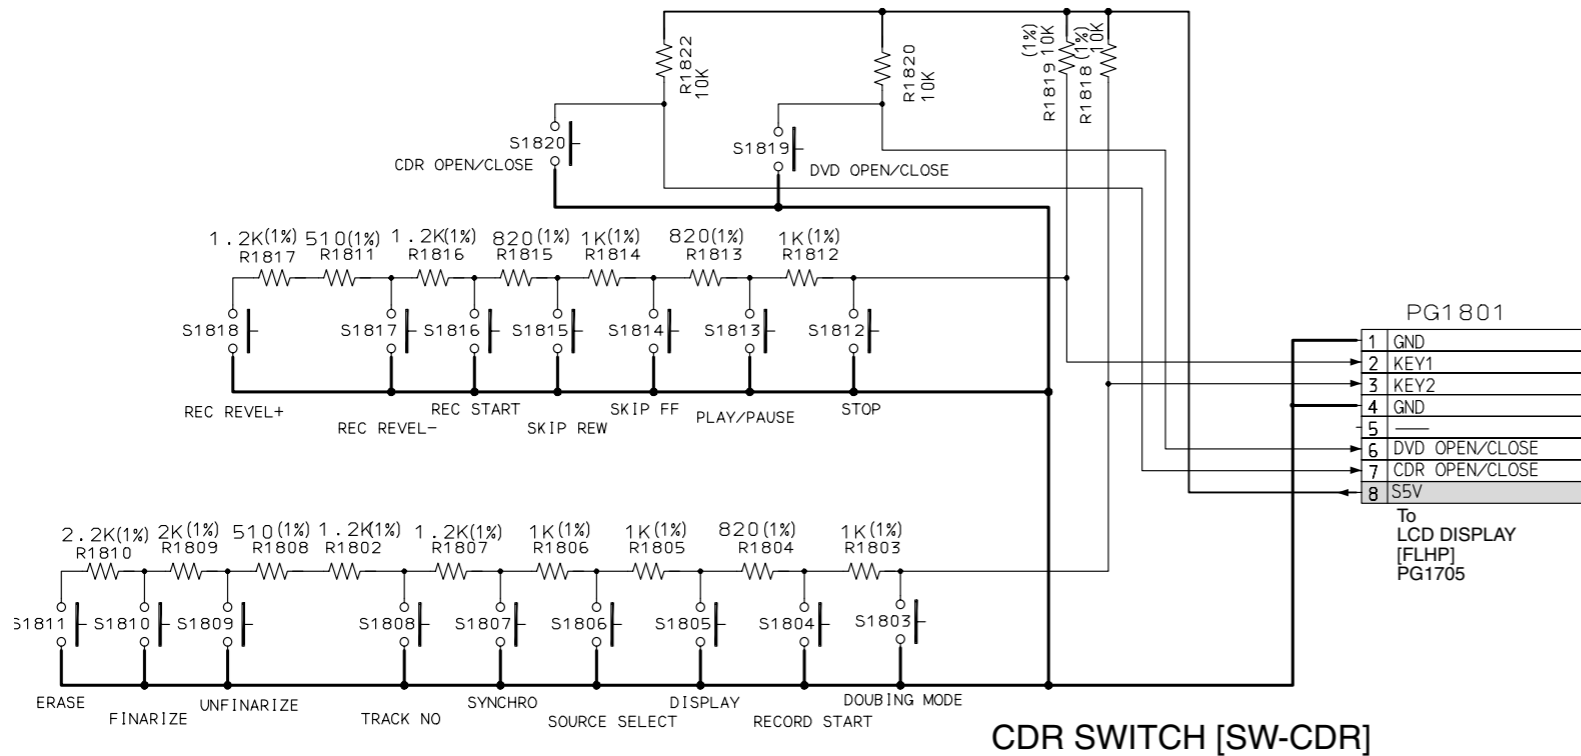 R1822
10K
R1820
10K
(1%)
R1819 10K
(1%)
R1818 10K
S1820
CDR OPEN/CLOSE
S1819
DVD OPEN/CLOSE
1.2K(1%) 510(1%) 1.2K(1%) 820(1%) 1K(1%) 820(1%) 1K(1%)
R1817 R1811 R1816 R1815 R1814 R1813 R1812
S1818 S1817 S1816 S1815 S1814 S1813 S1812
REC REVEL+ REC START SKIP FF PLAY/PAUSE STOP
REC REVEL- SKIP REW
PG1801
1 GND
2 KEY1
3 KEY2
4 GND
5 —
6 DVD OPEN/CLOSE
7 CDR OPEN/CLOSE
8 S5V
To
LCD DISPLAY
[FLHP]
PG1705
2.2K(1%) 2K(1%) 510(1%) 1.2K(1%) 1.2K(1%) 1K(1%) 1K(1%) 820(1%) 1K(1%)
R1810 R1809 R1808 R1802 R1807 R1806 R1805 R1804 R1803
S1811 S1810 S1809 S1808 S1807 S1806 S1805 S1804 S1803
ERASE UNFINARIZE SYNCHRO DISPLAY DOUBING MODE
FINARIZE TRACK NO SOURCE SELECT RECORD START
CDR SWITCH [SW-CDR]